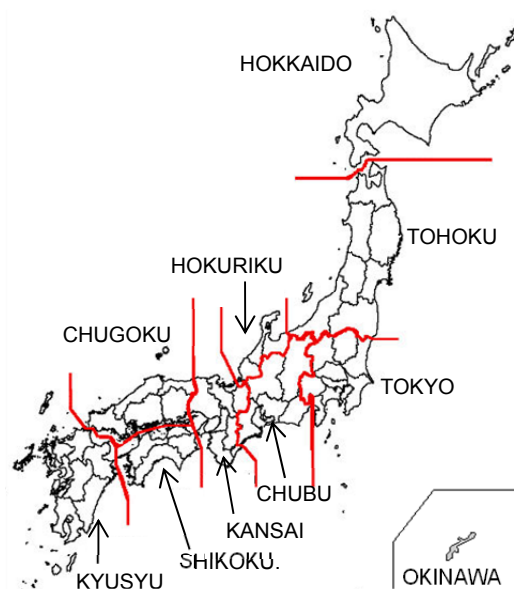 HOKKAIDO
TOHOKU
HOKURIKU
CHUGOKU
TOKYO
CHUBU
KANSAI
SHIKOKU.
KYUSYU
OKINAWA